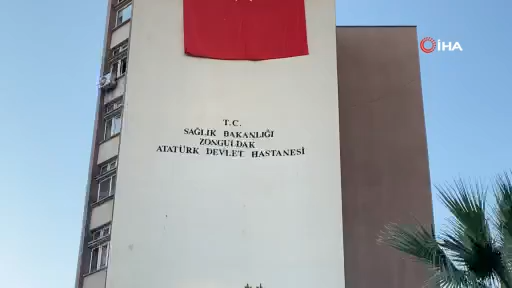 İHA
T.C.
SAĞLIK BAKANLIĞI
ZONGULDAK
ATATÜRK DEVLET HASTANESİ